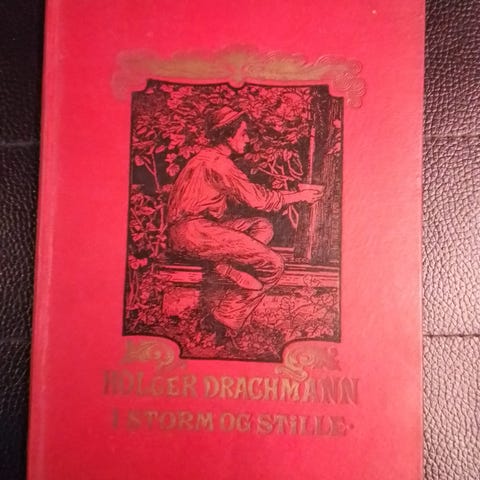 HOLGER DRACHMANN
I STORM OG STILLE·